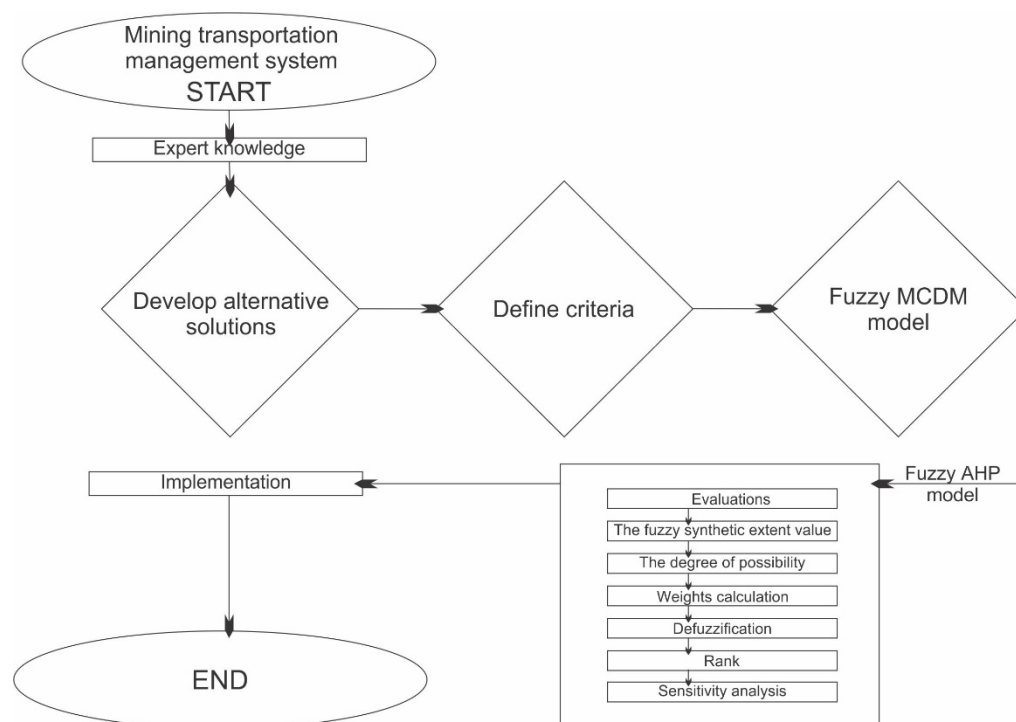 Mining transportation
management system
START
Expert knowledge
Develop alternative
solutions
Define criteria
Fuzzy MCDM
model
Fuzzy AHP
model
Evaluations
The fuzzy synthetic extent value
The degree of possibility
Weights calculation
Defuzzification
Rank
Sensitivity analysis
Implementation
END